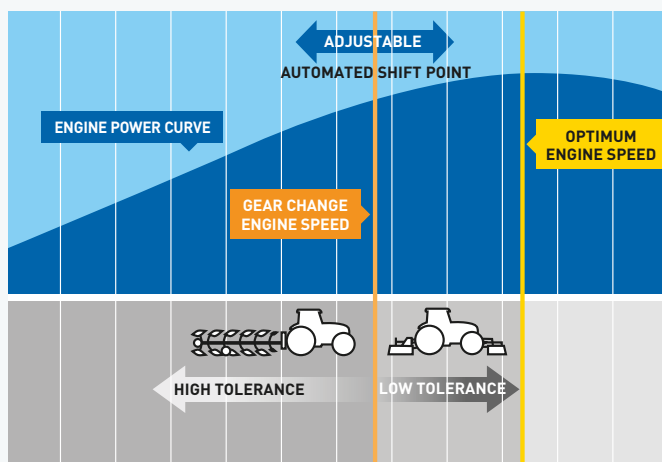 ADJUSTABLE
AUTOMATED SHIFT POINT
ENGINE POWER CURVE
OPTIMUM
ENGINE SPEED
GEAR CHANGE
ENGINE SPEED
HIGH TOLERANCE
LOW TOLERANCE